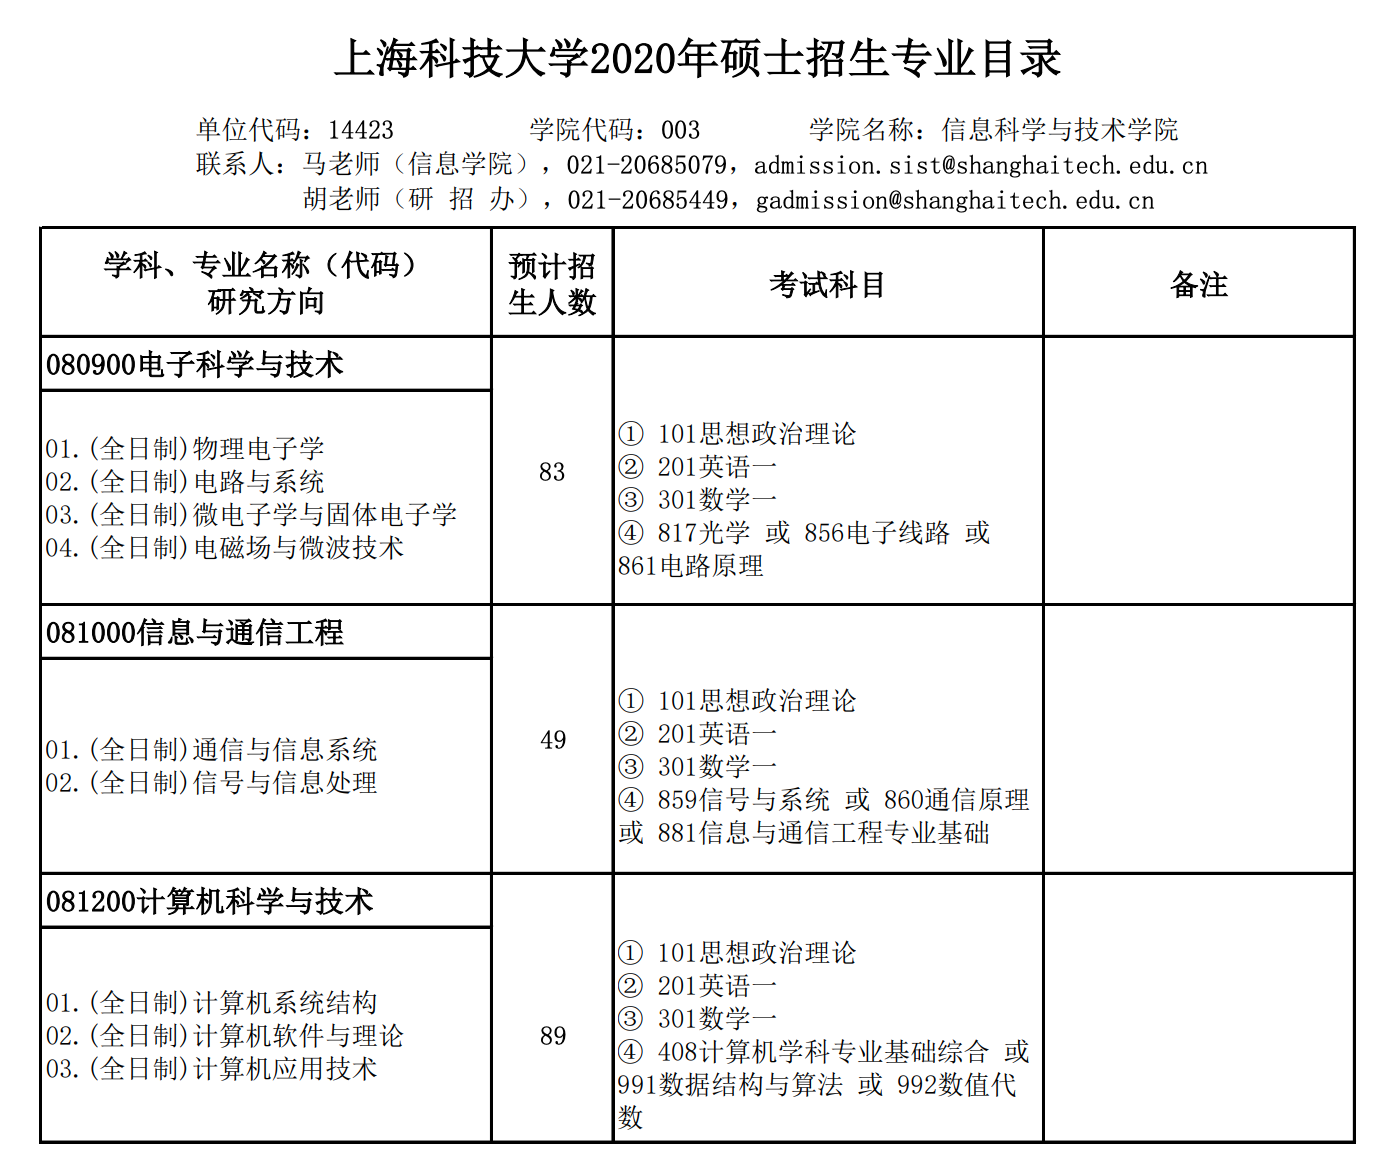 上海科技大学2020年硕士招生专业目录
单位代码：14423 学院代码：003 学院名称：信息科学与技术学院
联系人：马老师（信息学院），021-20685079，admission.sist@shanghaitech.edu.cn
胡老师（研 招 办），021-20685449，gadmission@shanghaitech.edu.cn
学科、专业名称（代码）
研究方向
预计招
生人数
考试科目
备注
080900电子科学与技术
01.(全日制)物理电子学
02.(全日制)电路与系统
03.(全日制)微电子学与固体电子学
04.(全日制)电磁场与微波技术
83
① 101思想政治理论
② 201英语一
③ 301数学一
④ 817光学 或 856电子线路 或
861电路原理
081000信息与通信工程
01.(全日制)通信与信息系统
02.(全日制)信号与信息处理
49
① 101思想政治理论
② 201英语一
③ 301数学一
④ 859信号与系统 或 860通信原理
或 881信息与通信工程专业基础
081200计算机科学与技术
01.(全日制)计算机系统结构
02.(全日制)计算机软件与理论
03.(全日制)计算机应用技术
89
① 101思想政治理论
② 201英语一
③ 301数学一
④ 408计算机学科专业基础综合 或
991数据结构与算法 或 992数值代
数